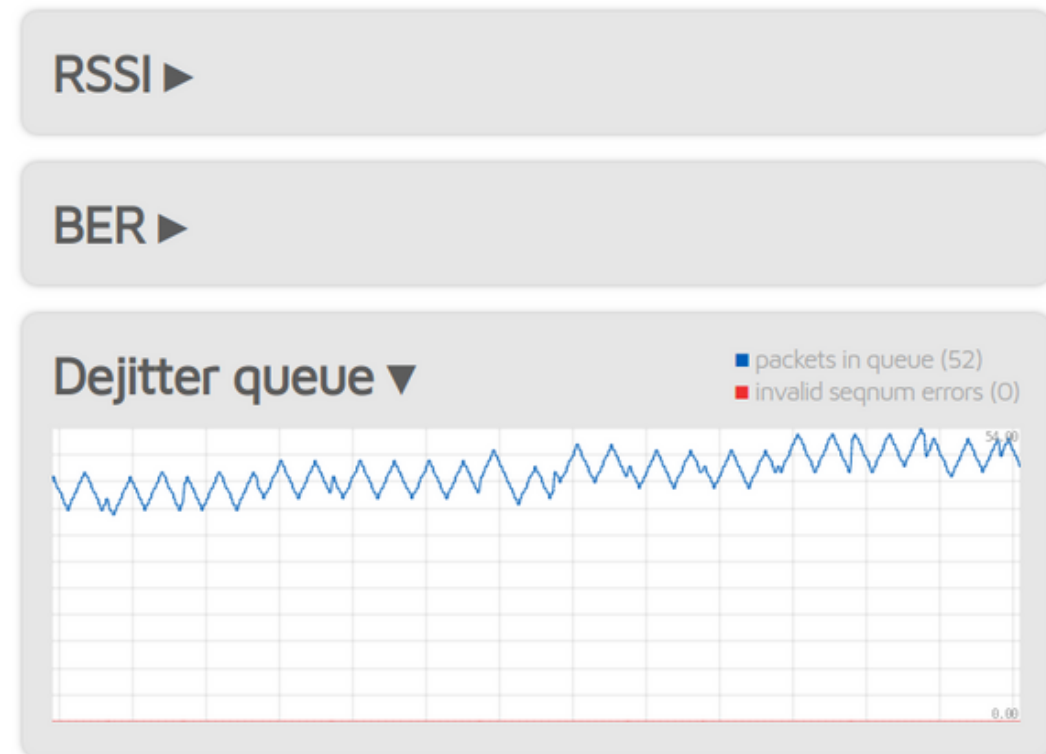 RSSI ▶
BER ▶
Dejitter queue ▼
packets in queue (52)
invalid seqnum errors (0)
54.00
0.00